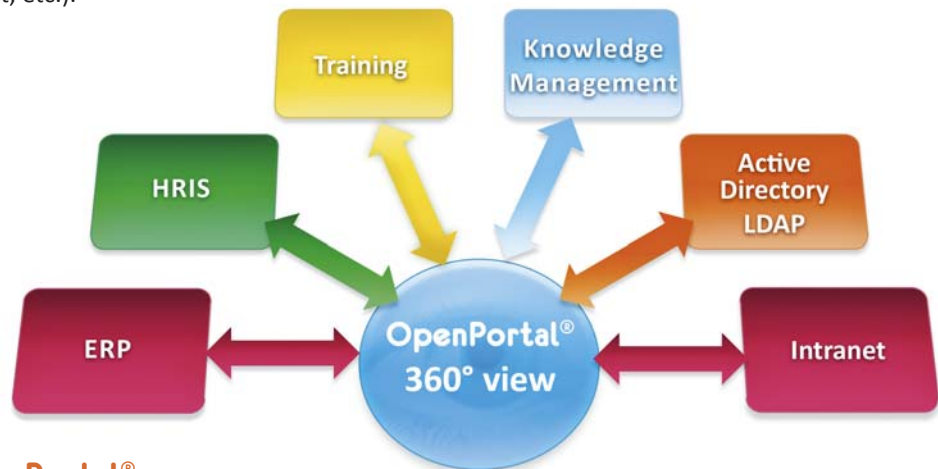 Training
Knowledge
Management
HRIS
Active
Directory
LDAP
ERP
OpenPortal®
360° view
Intranet